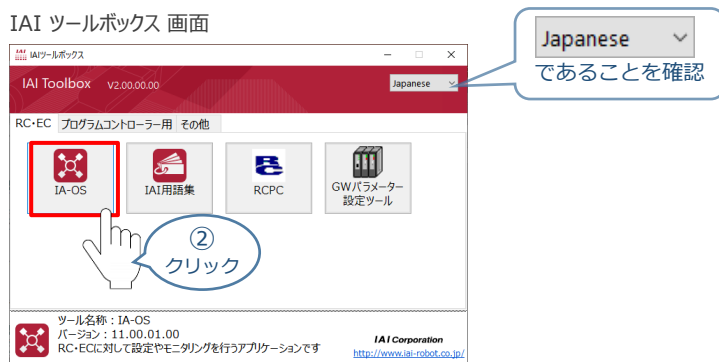 IAI ツールボックス 画面
Japanese
であることを確認
IAI
IAIツールボックス
IAI Toolbox V2.00.00.00
Japanese
RC・EC プログラムコントローラー用 その他
IA-OS
IAI用語集
RCPC
GWパラメーター
設定ツール
②
クリック
ツール名称：IA-OS
バージョン：11.00.01.00
RC・ECに対して設定やモニタリングを行うアプリケーションです
IAI Corporation
http://www.iai-robot.co.jp/